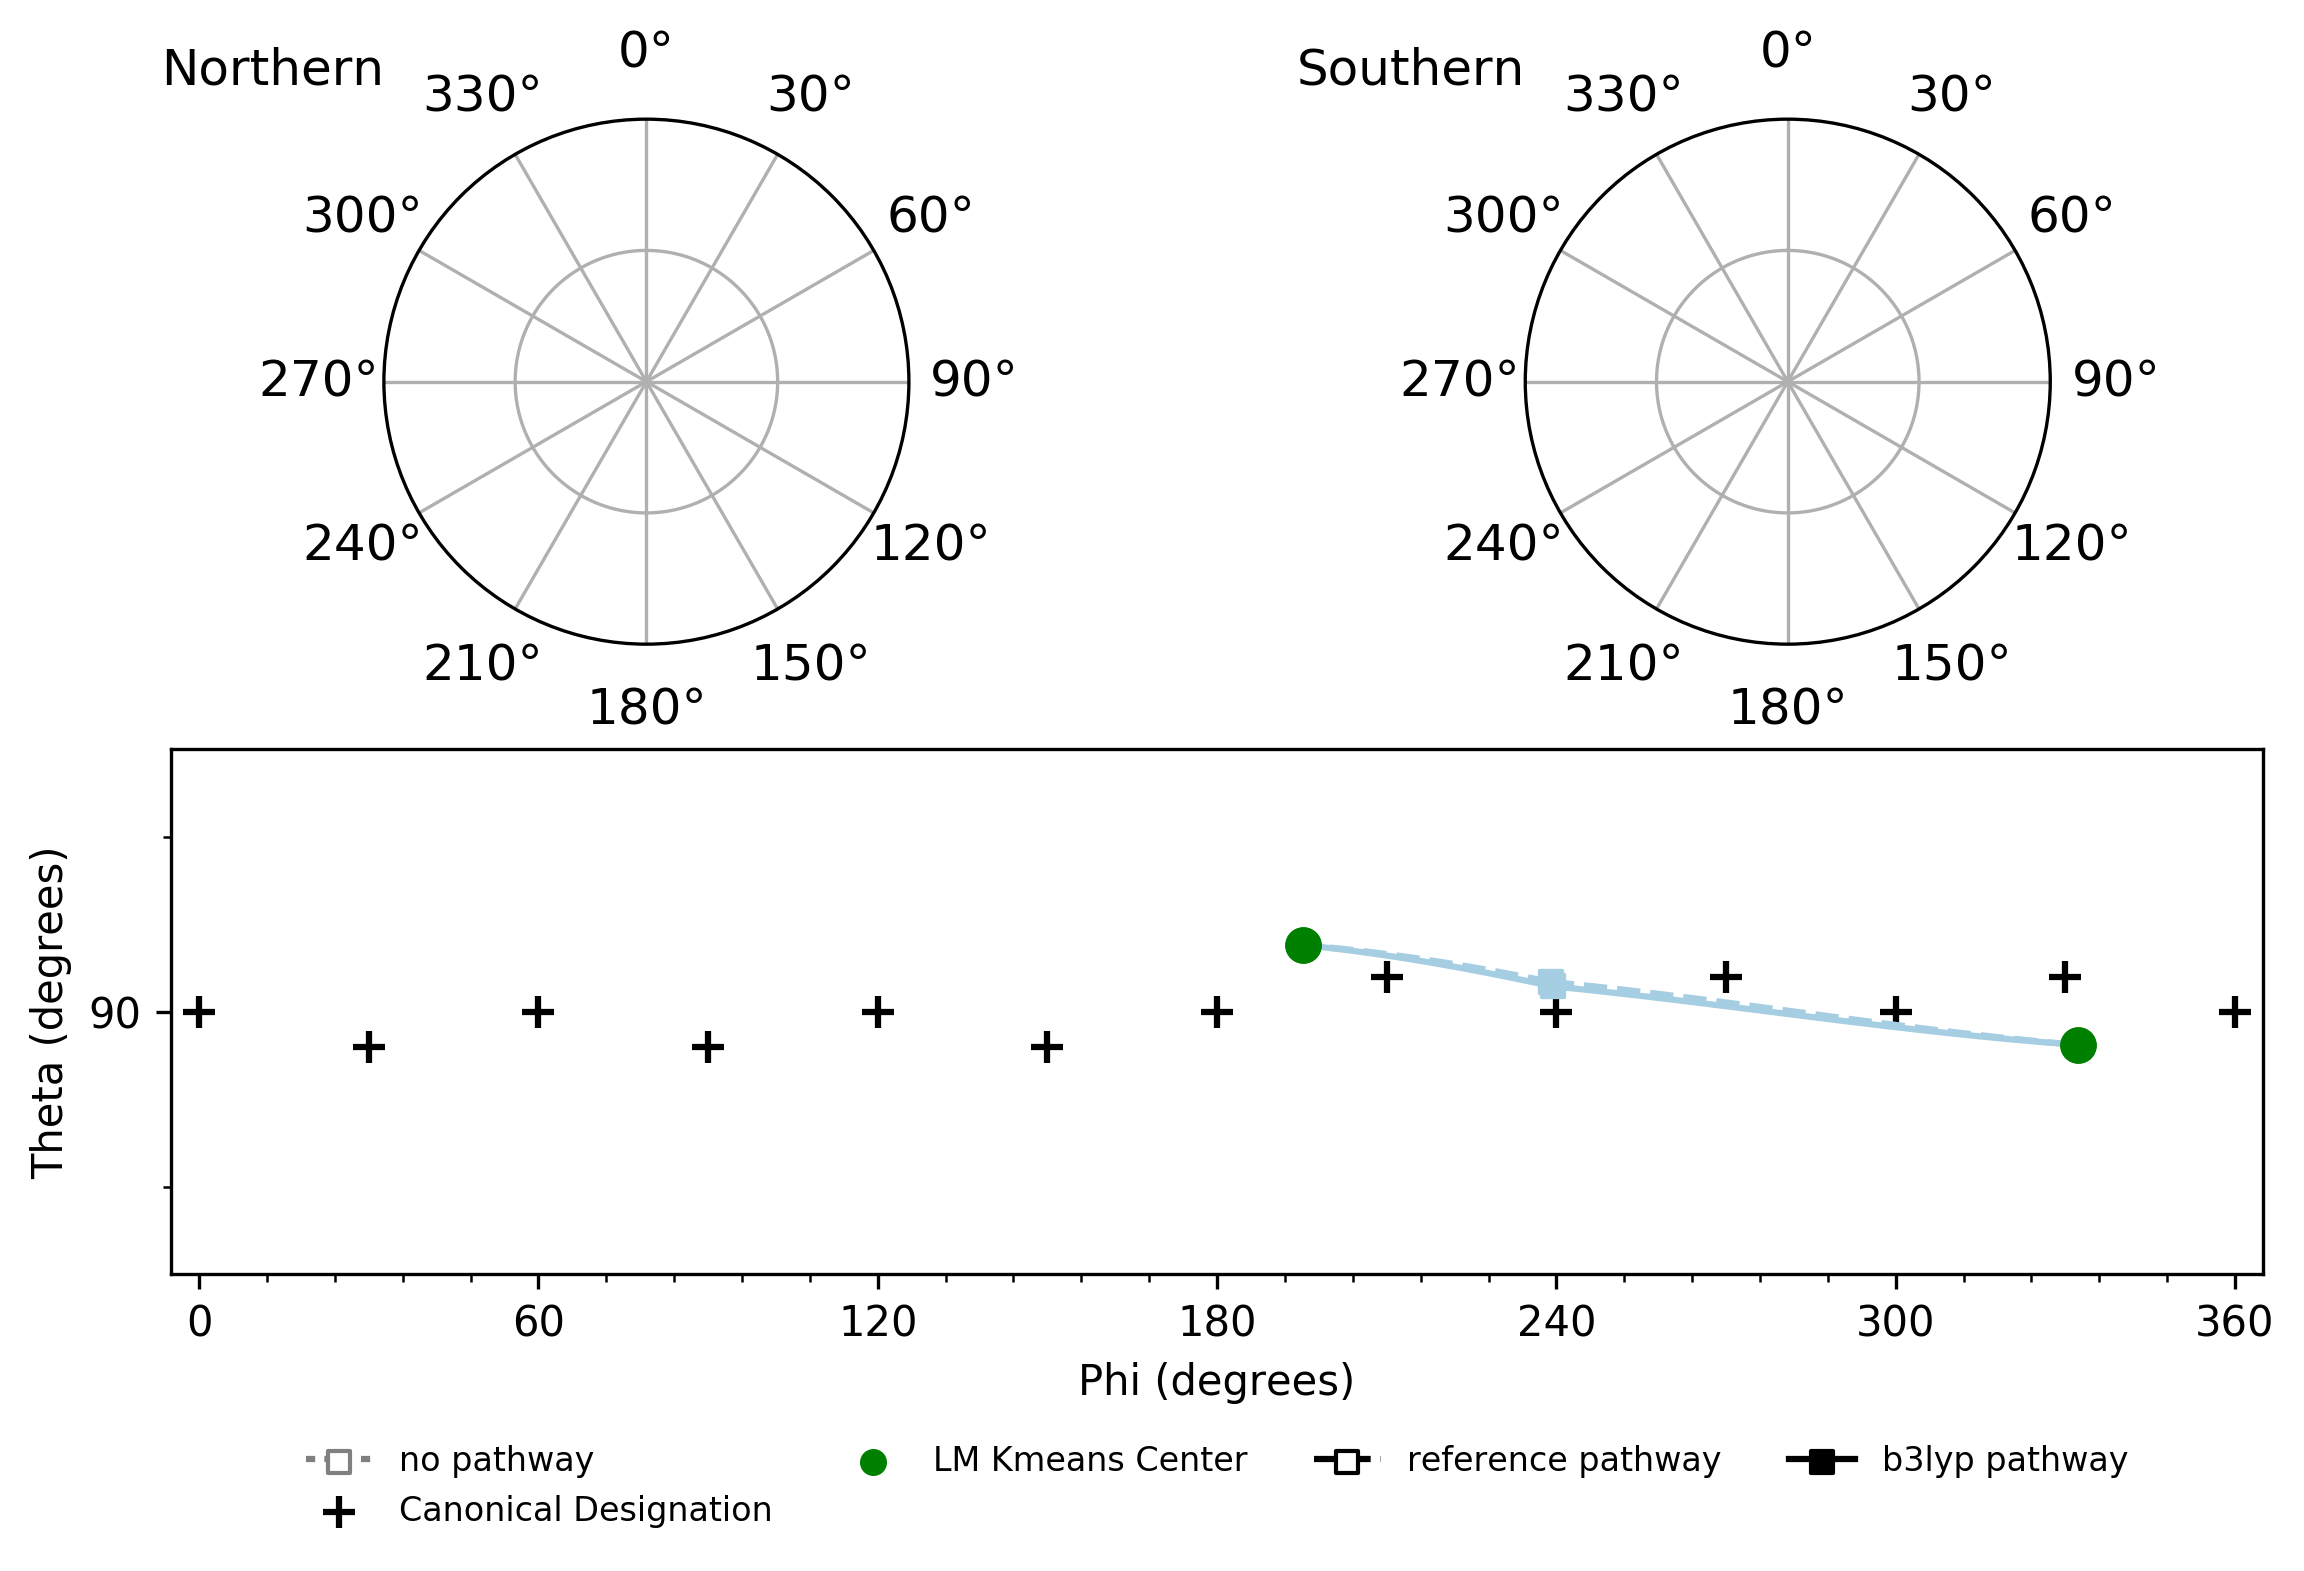 Northern
0°
30°
60°
90°
120°
150°
180°
210°
240°
270°
300°
330°
Southern
0°
30°
60°
90°
120°
150°
180°
210°
240°
270°
300°
330°
Theta (degrees)
90
0 60 120 180 240 300 360
Phi (degrees)
no pathway
Canonical Designation
LM Kmeans Center
reference pathway
b3lyp pathway